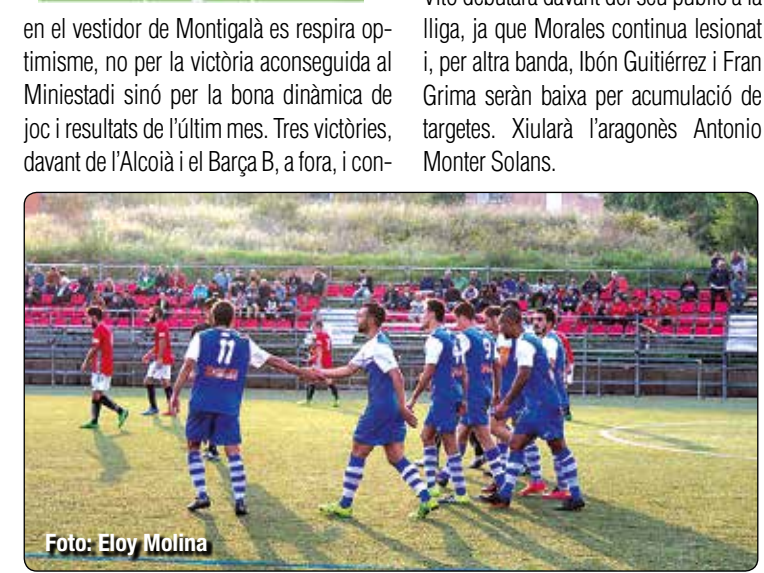 en el vestidor de Montigalà es respira op-
timisme, no per la victòria aconseguida al
Miniestadi sinó per la bona dinàmica de
joc i resultats de l'últim mes. Tres victòries,
davant de l'Alcoià i el Barça B, a fora, i con-
Vito debutarà davant del seu públic a la
lliga, ja que Morales continua lesionat
i, per altra banda, Ibón Guitiérrez i Fran
Grima seràn baixa per acumulació de
targetes. Xiularà l'aragonès Antonio
Monter Solans.
11
9
Foto: Eloy Molina